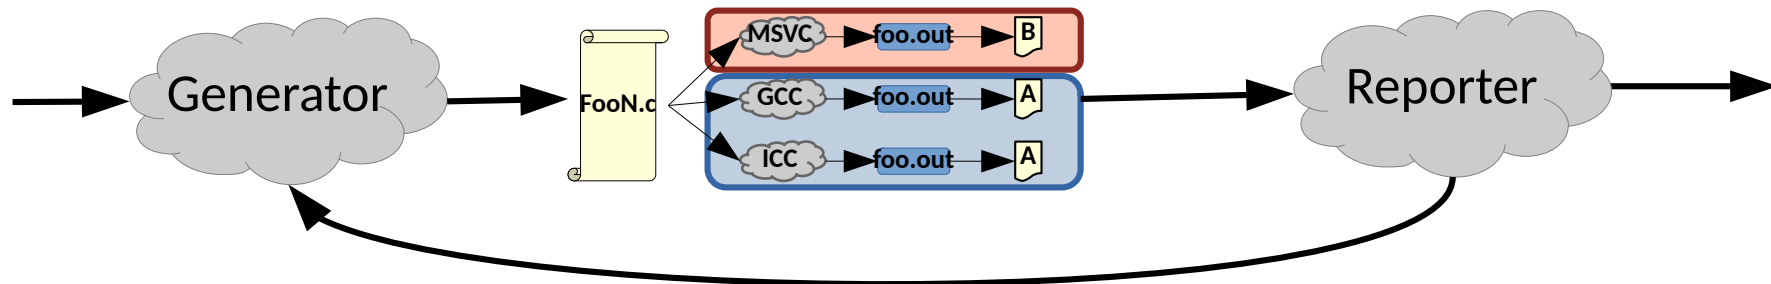 Generator
FooN.c
MSVC foo.out B
GCC foo.out A
ICC foo.out A
Reporter